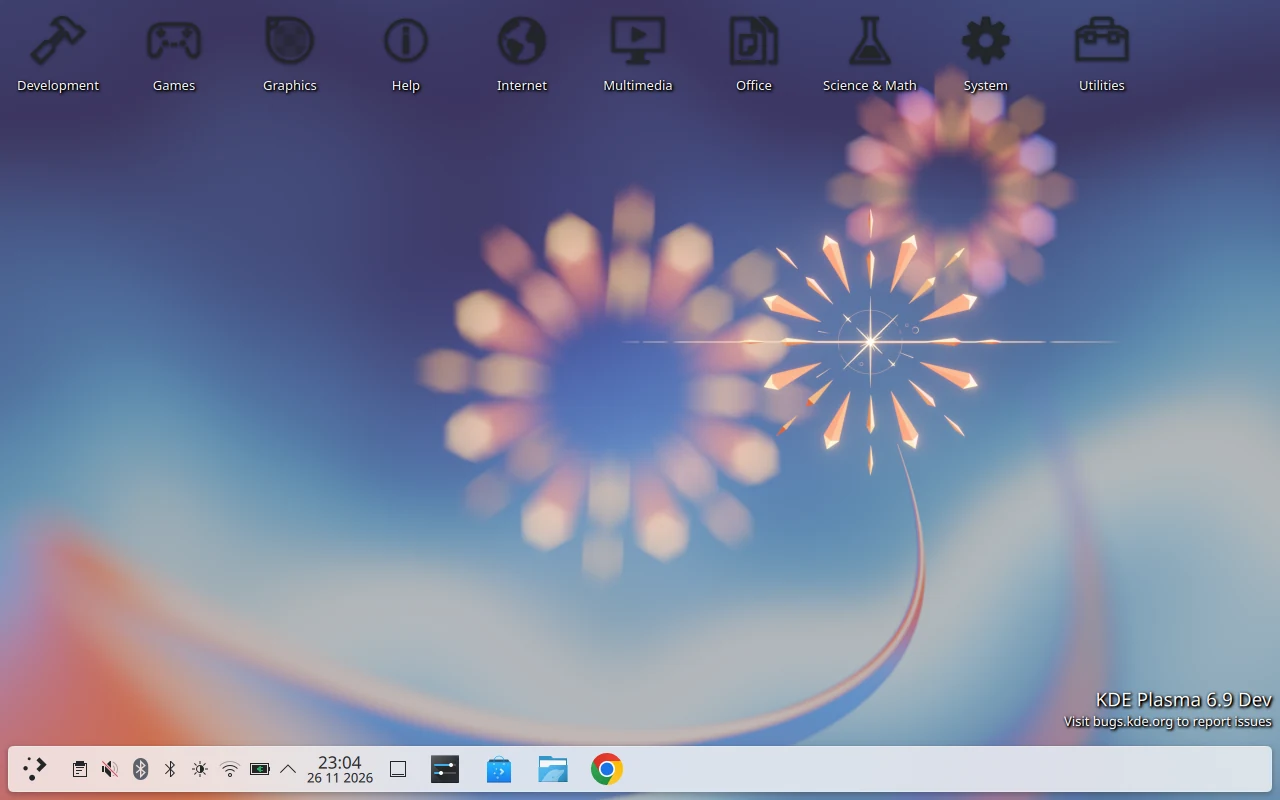 Development
Games
Graphics
Help
Internet
Multimedia
Office
Science & Math
System
Utilities
KDE Plasma 6.9 Dev
Visit bugs.kde.org to report issues
23:04
26 11 2026